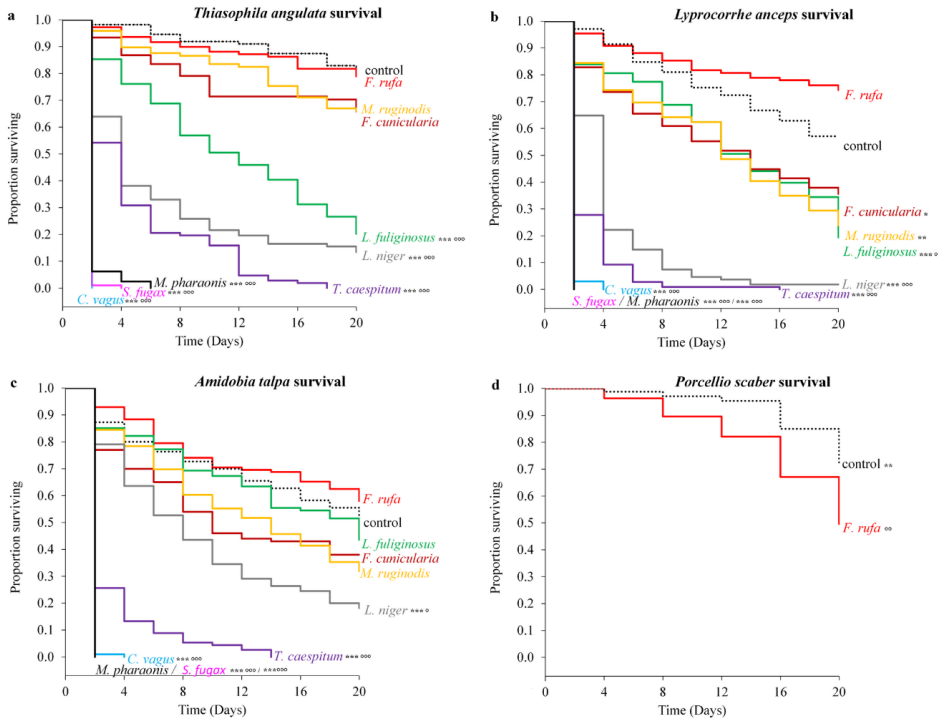 a
Thiasophila angulata survival
Proportion surviving
1.0
0.9
0.8
0.7
0.6
0.5
0.4
0.3
0.2
0.1
0.0
control
F. rufa
M. ruginodis
F. cunicularia
L. fuliginosus *** °°°
L. niger *** °°°
M. pharaonis *** °°°
T. caespitum *** °°°
S. fugax *** °°°
C. vagus *** °°°
0 4 8 12 16 20
Time (Days)
b
Lyprocorrhe anceps survival
Proportion surviving
1.0
0.9
0.8
0.7
0.6
0.5
0.4
0.3
0.2
0.1
0.0
F. rufa
control
F. cunicularia *
M. ruginodis **
L. fuliginosus *** °
L. niger *** °°°
C. vagus *** °°°
T. caespitum *** °°°
S. fugax / M. pharaonis *** °°° / *** °°°
0 4 8 12 16 20
Time (Days)
c
Amidobia talpa survival
Proportion surviving
1.0
0.9
0.8
0.7
0.6
0.5
0.4
0.3
0.2
0.1
0.0
F. rufa
control
L. fuliginosus
F. cunicularia
M. ruginodis
L. niger *** °
C. vagus *** °°°
T. caespitum *** °°°
M. pharaonis / S. fugax *** °°° / *** °°°
0 4 8 12 16 20
Time (Days)
d
Porcellio scaber survival
Proportion surviving
1.0
0.9
0.8
0.7
0.6
0.5
0.4
0.3
0.2
0.1
0.0
control **
F. rufa °°
0 4 8 12 16 20
Time (Days)